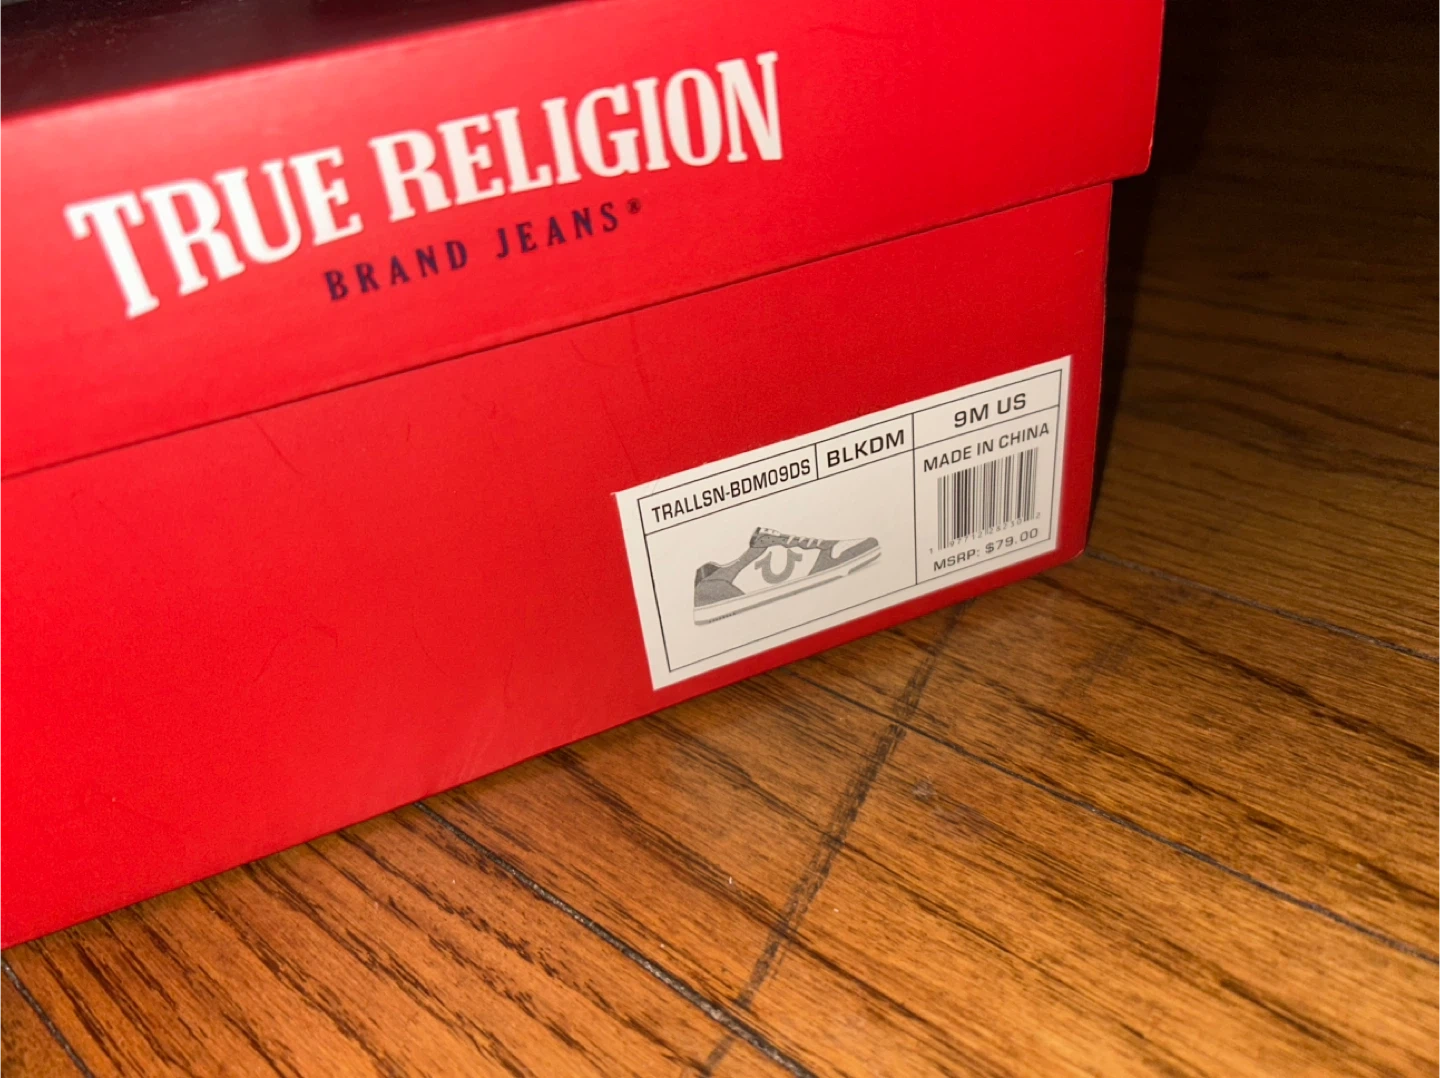 TRUE RELIGION
BRAND JEANS®
TRALLSN-BDM09DS
BLKDM
9M US
MADE IN CHINA
MSRP: $79.00